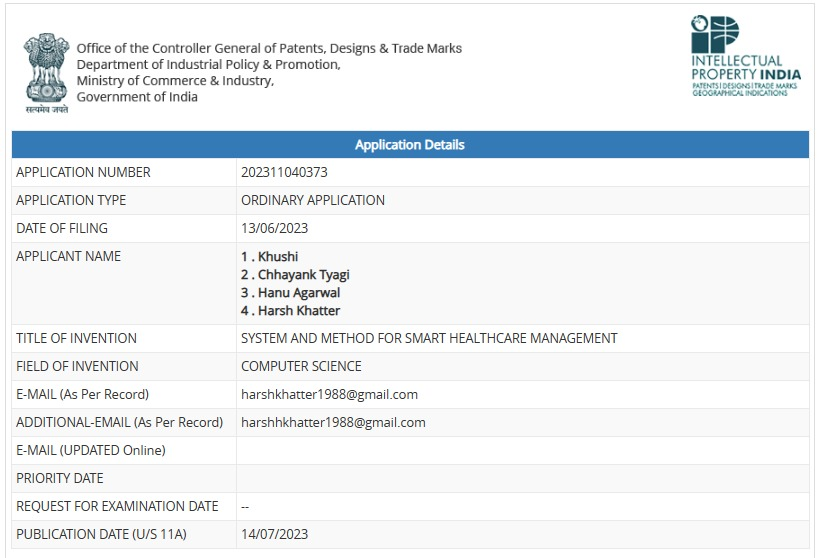 Office of the Controller General of Patents, Designs & Trade Marks
Department of Industrial Policy & Promotion,
Ministry of Commerce & Industry,
Government of India
सत्यमेव जयते
INTELLECTUAL
PROPERTY INDIA
PATENTS | DESIGNS | TRADE MARKS
GEOGRAPHICAL INDICATIONS
Application Details
APPLICATION NUMBER 202311040373
APPLICATION TYPE ORDINARY APPLICATION
DATE OF FILING 13/06/2023
APPLICANT NAME 1 . Khushi
2 . Chhayank Tyagi
3 . Hanu Agarwal
4 . Harsh Khatter
TITLE OF INVENTION SYSTEM AND METHOD FOR SMART HEALTHCARE MANAGEMENT
FIELD OF INVENTION COMPUTER SCIENCE
E-MAIL (As Per Record) harshkhatter1988@gmail.com
ADDITIONAL-EMAIL (As Per Record) harshhkhatter1988@gmail.com
E-MAIL (UPDATED Online)
PRIORITY DATE
REQUEST FOR EXAMINATION DATE --
PUBLICATION DATE (U/S 11A) 14/07/2023